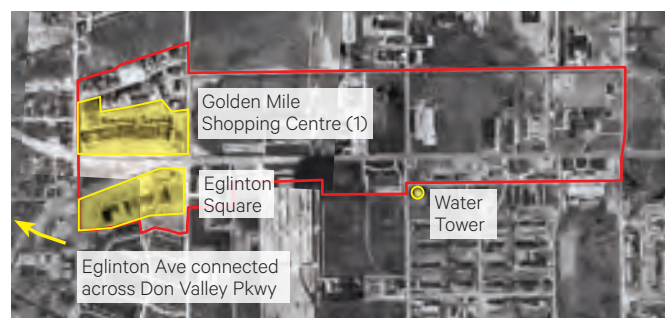 Golden Mile
Shopping Centre (1)
Eglinton
Square
Water
Tower
Eglinton Ave connected
across Don Valley Pkwy